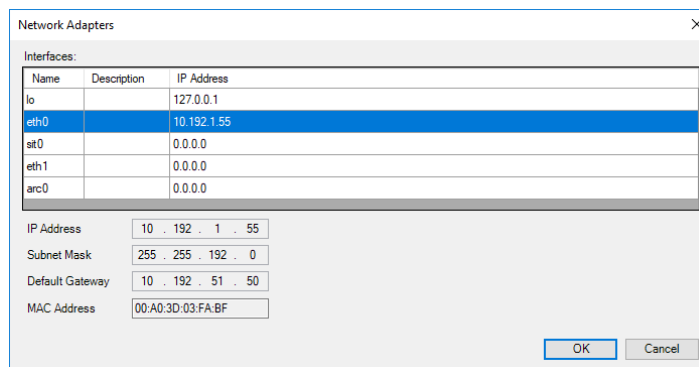 Network Adapters
Interfaces:
Name Description IP Address
lo 127.0.0.1
eth0 10.192.1.55
sit0 0.0.0.0
eth1 0.0.0.0
arc0 0.0.0.0
IP Address 10 . 192 . 1 . 55
Subnet Mask 255 . 255 . 192 . 0
Default Gateway 10 . 192 . 51 . 50
MAC Address 00:A0:3D:03:FA:BF
OK Cancel